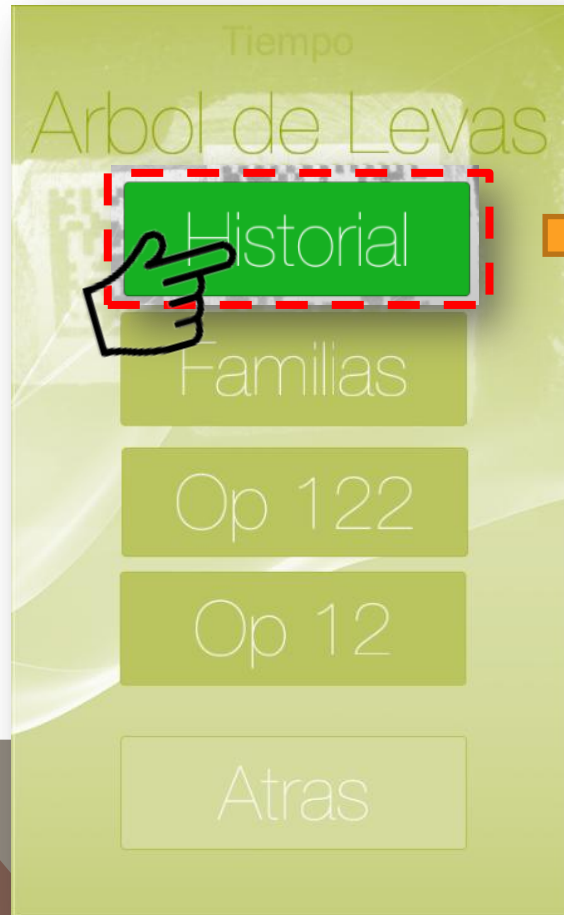 Tiempo
Arbol de Levas
Historial
Familias
Op 122
Op 12
Atras